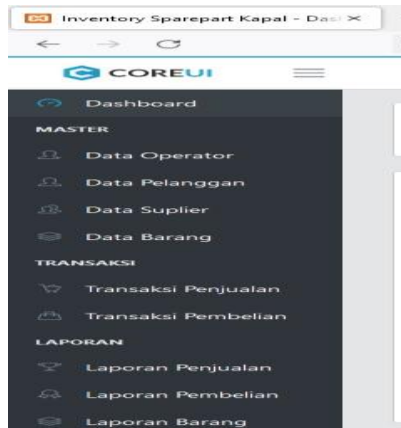 Inventory Sparepart Kapal - Das
COREUI
Dashboard
MASTER
Data Operator
Data Pelanggan
Data Suplier
Data Barang
TRANSAKSI
Transaksi Penjualan
Transaksi Pembelian
LAPORAN
Laporan Penjualan
Laporan Pembelian
Laporan Barang